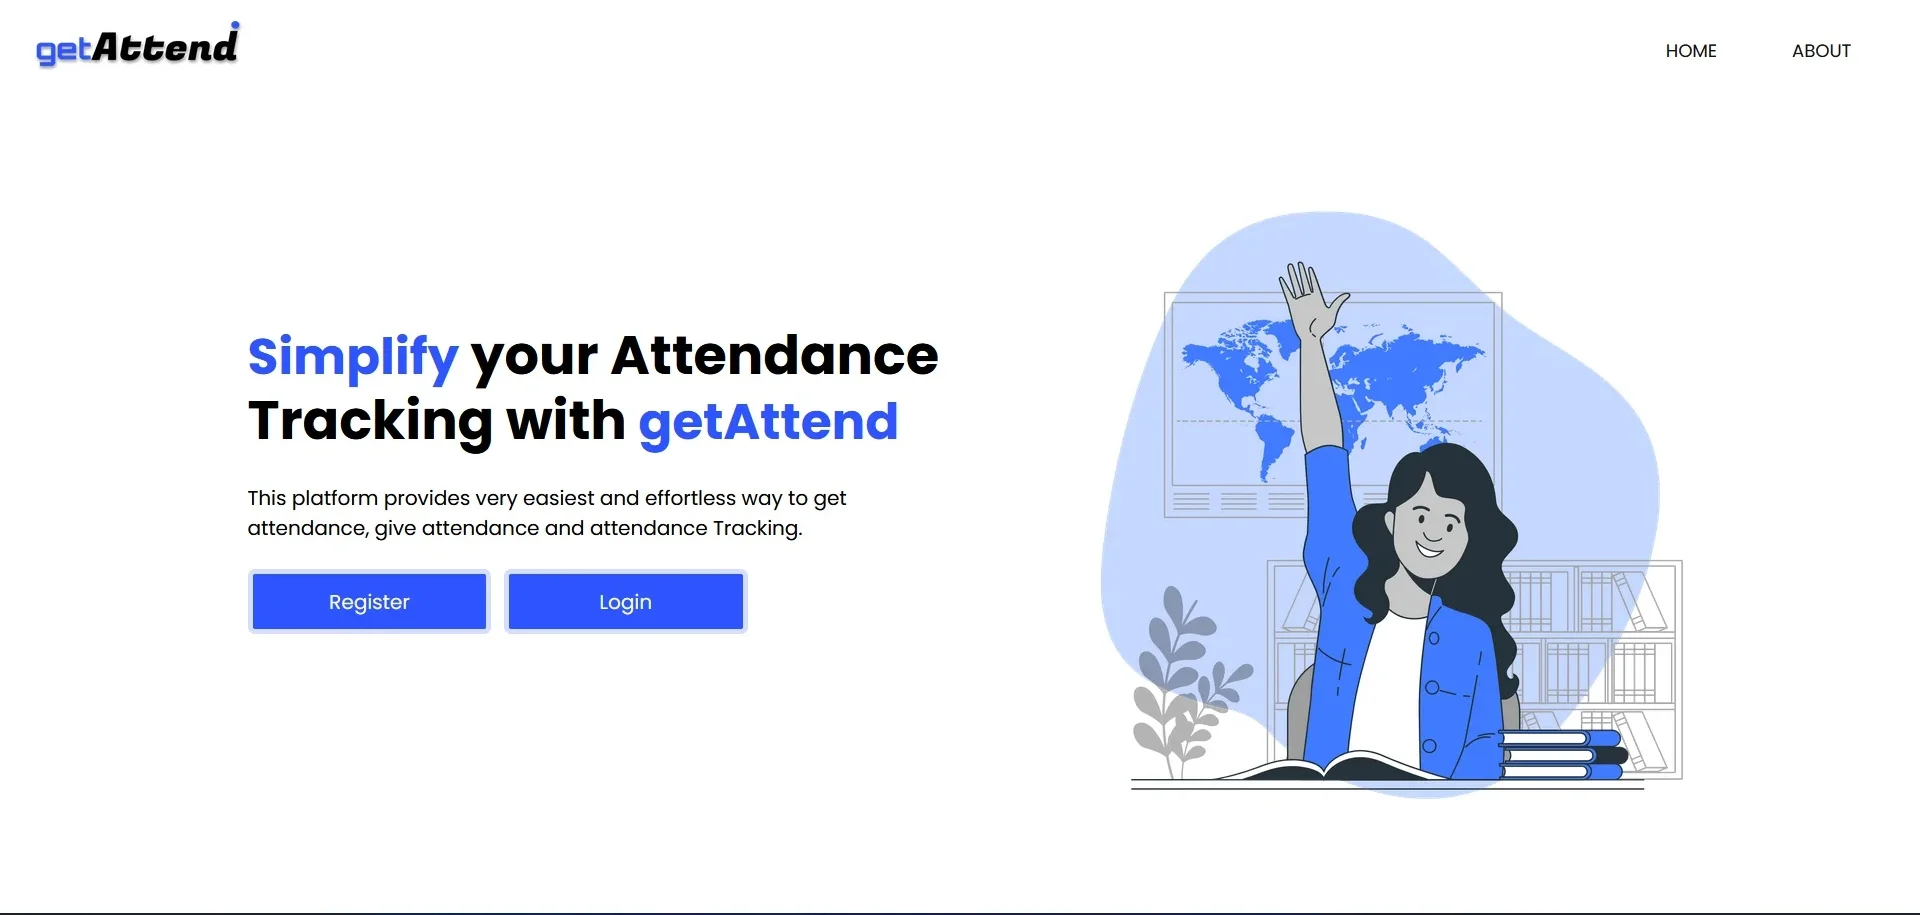 getAttend
HOME
ABOUT
Simplify your Attendance
Tracking with getAttend
This platform provides very easiest and effortless way to get
attendance, give attendance and attendance Tracking.
Register
Login